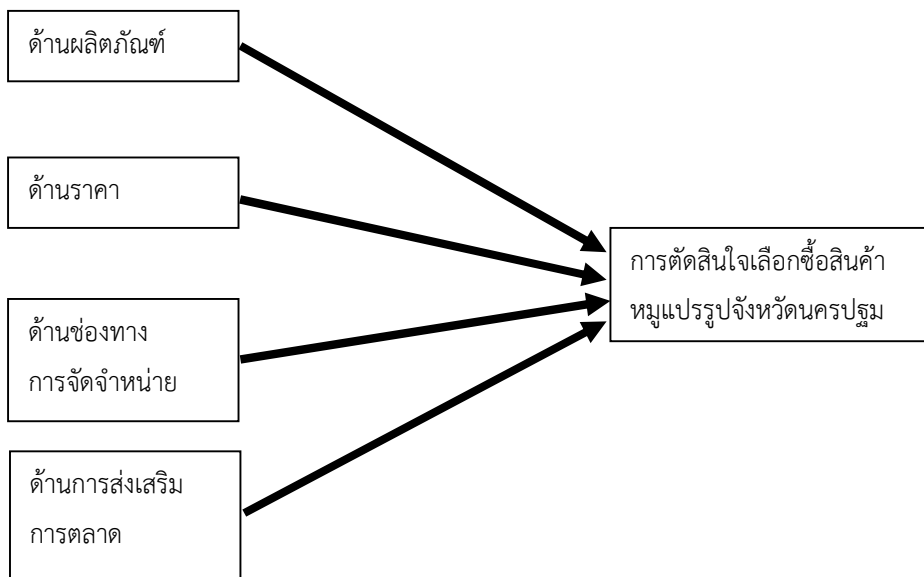 ด้านผลิตภัณฑ์
ด้านราคา
ด้านช่องทาง
การจัดจำหน่าย
ด้านการส่งเสริม
การตลาด
การตัดสินใจเลือกซื้อสินค้า
หมูแปรรูปจังหวัดนครปฐม